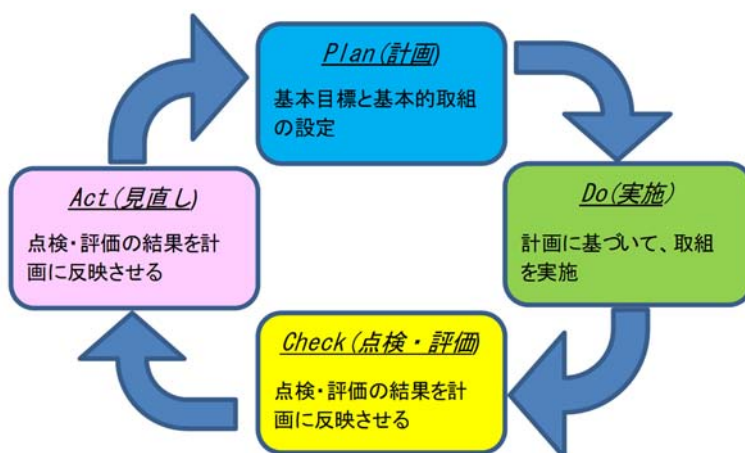 Plan(計画)
基本目標と基本的取組
の設定
Do(実施)
計画に基づいて、取組
を実施
Check(点検・評価)
点検・評価の結果を計
画に反映させる
Act(見直し)
点検・評価の結果を計
画に反映させる